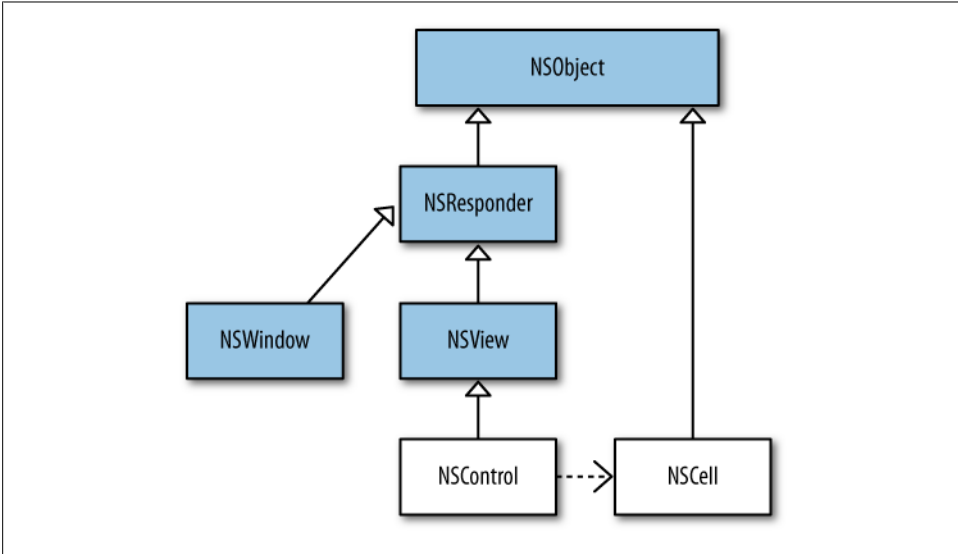 NSObject
NSResponder
NSWindow
NSView
NSControl
NSCell